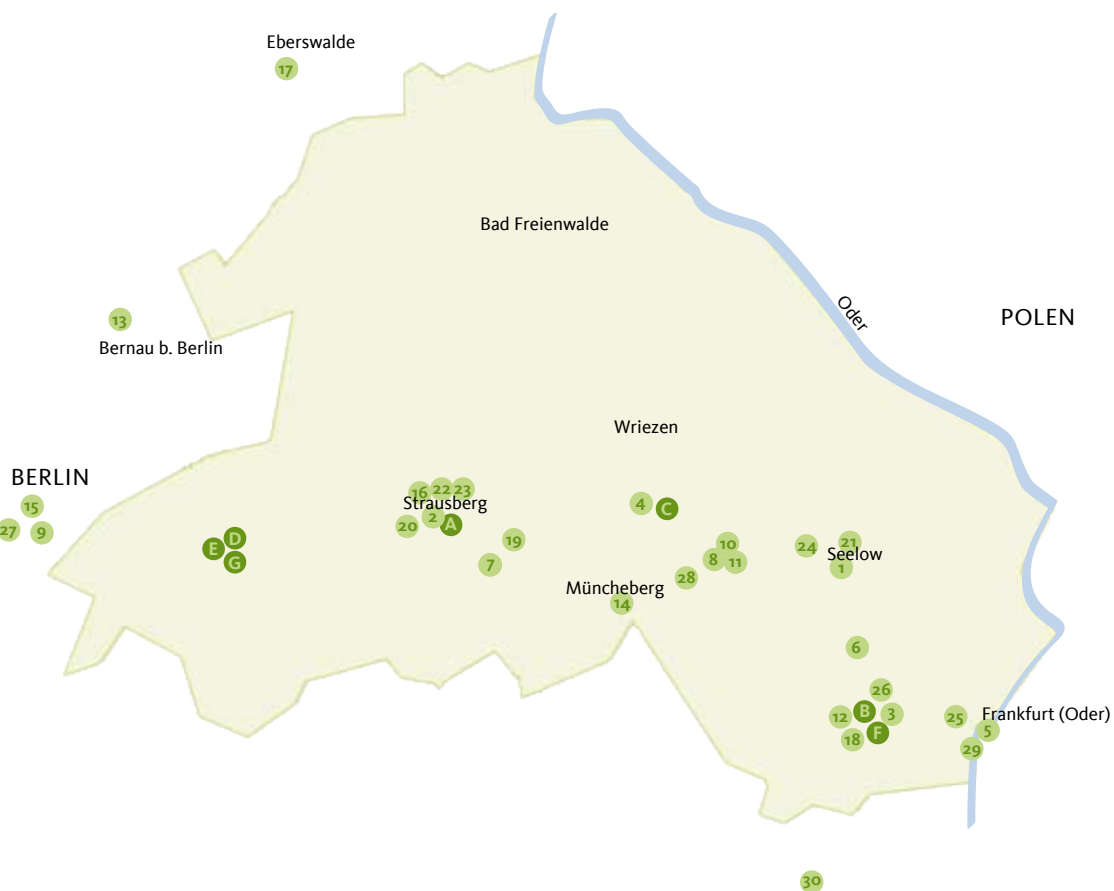 Eberswalde
17
Bad Freienwalde
Oder
POLEN
13
Bernau b. Berlin
Wriezen
BERLIN
15
27
9
16
22
23
Strausberg
20
2
A
19
7
E
D
G
4
C
10
8
11
28
24
21
Seelow
1
Müncheberg
14
6
26
12
B
3
18
F
25
Frankfurt (Oder)
5
29
30